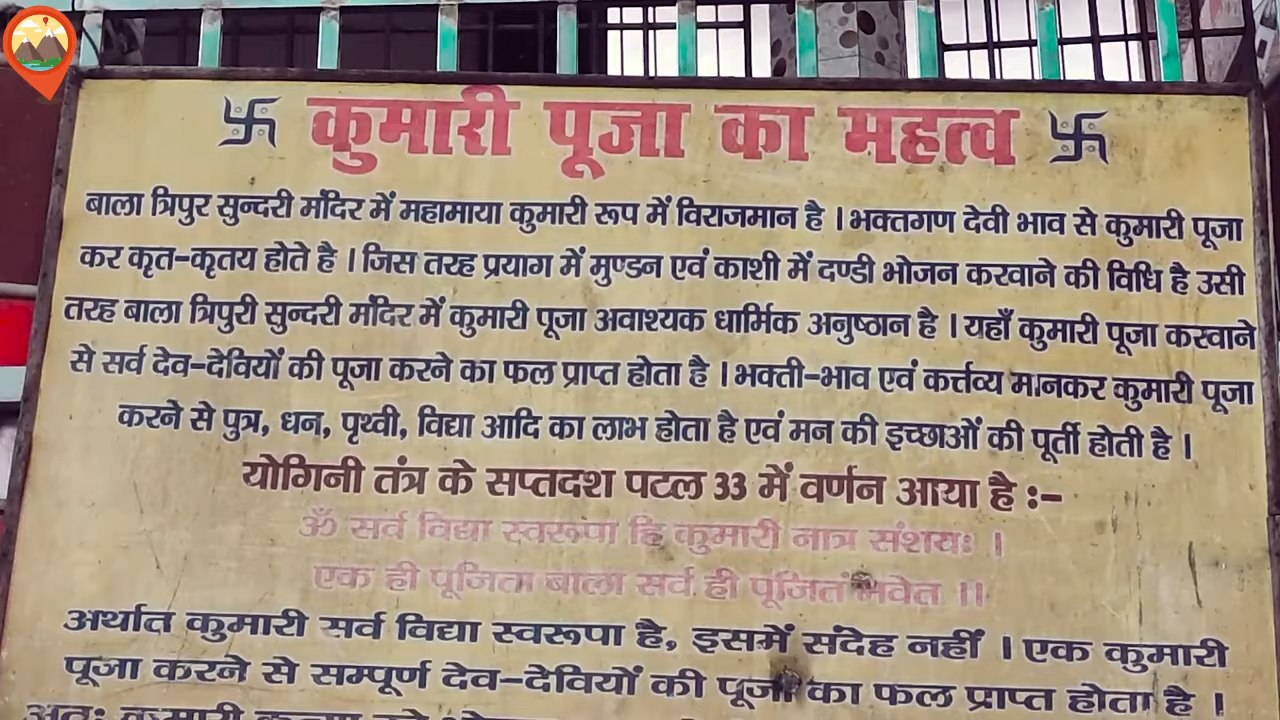 卐 कुमारी पूजा का महत्व 卐
बाला त्रिपुर सुन्दरी मंदिर में महामाया कुमारी रूप में विराजमान है । भक्तगण देवी भाव से कुमारी पूजा
कर कृत-कृतय होते है । जिस तरह प्रयाग में मुण्डन एवं काशी में दण्डी भोजन करवाने की विधि है उसी
तरह बाला त्रिपुरी सुन्दरी मंदिर में कुमारी पूजा अवाश्यक धार्मिक अनुष्ठान है । यहाँ कुमारी पूजा करवाने
से सर्व देव-देवियों की पूजा करने का फल प्राप्त होता है । भक्ती-भाव एवं कर्त्तव्य मानकर कुमारी पूजा
करने से पुत्र, धन, पृथ्वी, विद्या आदि का लाभ होता है एवं मन की इच्छाओं की पूर्ती होती है ।
योगिनी तंत्र के सप्तदश पटल 33 में वर्णन आया है :-
ॐ सर्व विद्या स्वरूपा हि कुमारी नात्र संशयः ।
एक ही पूजिता बाला सर्व ही पूजितं भवेत ।।
अर्थात कुमारी सर्व विद्या स्वरूपा है, इसमें संदेह नहीं । एक कुमारी
पूजा करने से सम्पूर्ण देव-देवियों की पूजा का फल प्राप्त होता है ।
अतः कुमारी